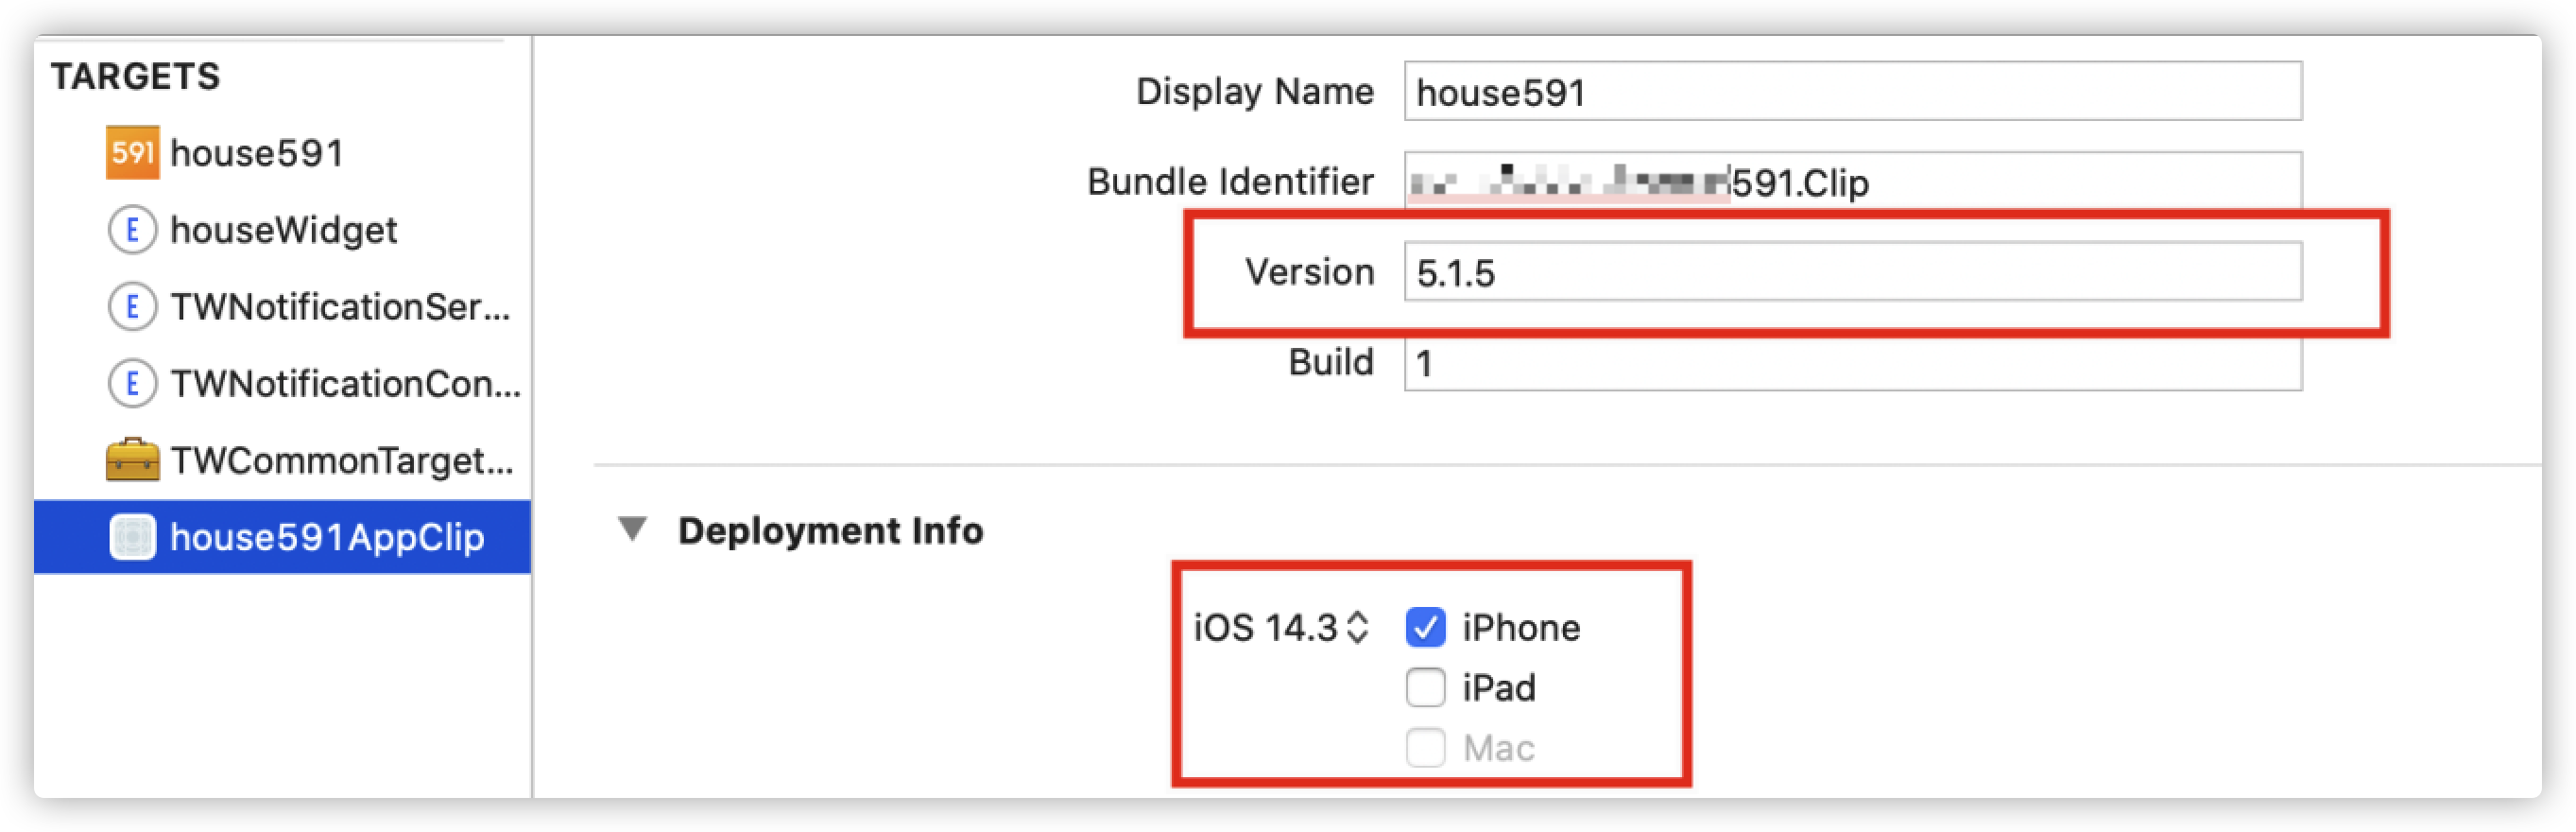 TARGETS
591 house591
E houseWidget
E TWNotificationSer...
E TWNotificationCon...
TWCommonTarget...
house591AppClip
Display Name house591
Bundle Identifier 591.Clip
Version 5.1.5
Build 1
Deployment Info
iOS 14.3 iPhone
iPad
Mac